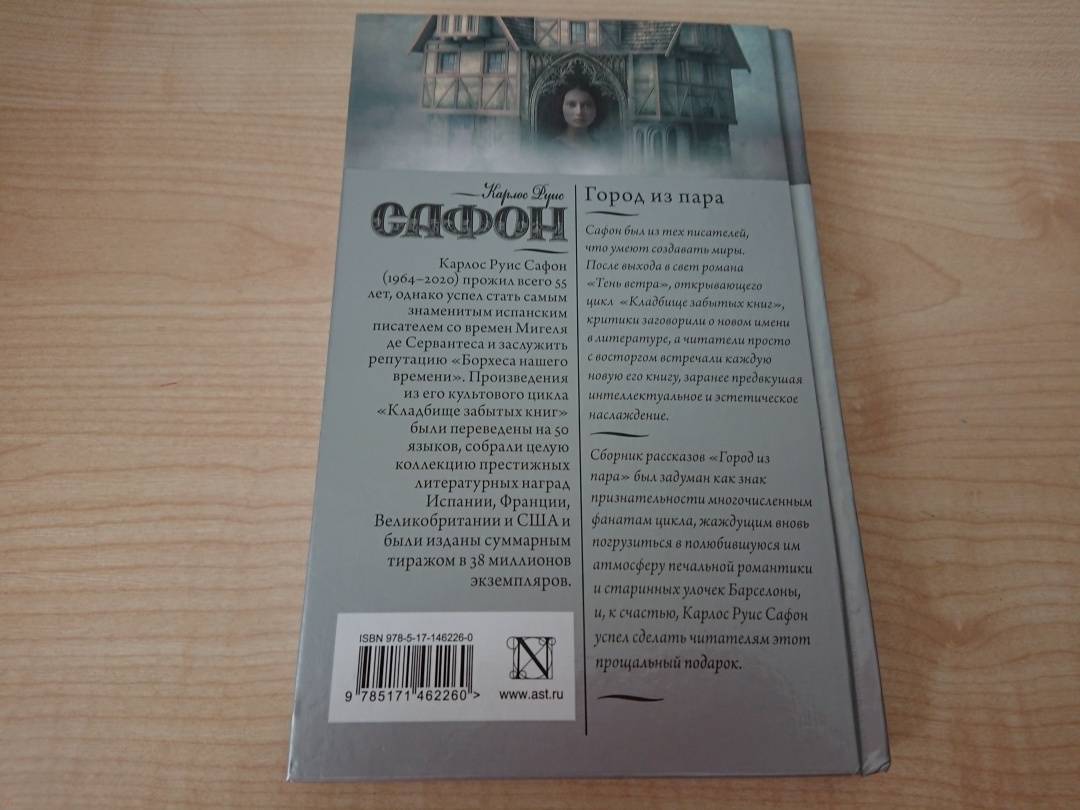 Карлос Руис
САФОН
Карлос Руис Сафон
(1964–2020) прожил всего 55
лет, однако успел стать самым
знаменитым испанским
писателем со времен Мигеля
де Сервантеса и заслужить
репутацию «Борхеса нашего
времени». Произведения
из его культового цикла
«Кладбище забытых книг»
были переведены на 50
языков, собрали целую
коллекцию престижных
литературных наград
Испании, Франции,
Великобритании и США и
были изданы суммарным
тиражом в 38 миллионов
экземпляров.
ISBN 978-5-17-146226-0
9 785171 462260 >
N
www.ast.ru
Город из пара
Сафон был из тех писателей,
что умеют создавать миры.
После выхода в свет романа
«Тень ветра», открывающего
цикл «Кладбище забытых книг»,
критики заговорили о новом имени
в литературе, а читатели просто
с восторгом встречали каждую
новую его книгу, заранее предвкушая
интеллектуальное и эстетическое
наслаждение.
Сборник рассказов «Город из
пара» был задуман как знак
признательности многочисленным
фанатам цикла, жаждущим вновь
погрузиться в полюбившуюся им
атмосферу печальной романтики
и старинных улочек Барселоны,
и, к счастью, Карлос Руис Сафон
успел сделать читателям этот
прощальный подарок.